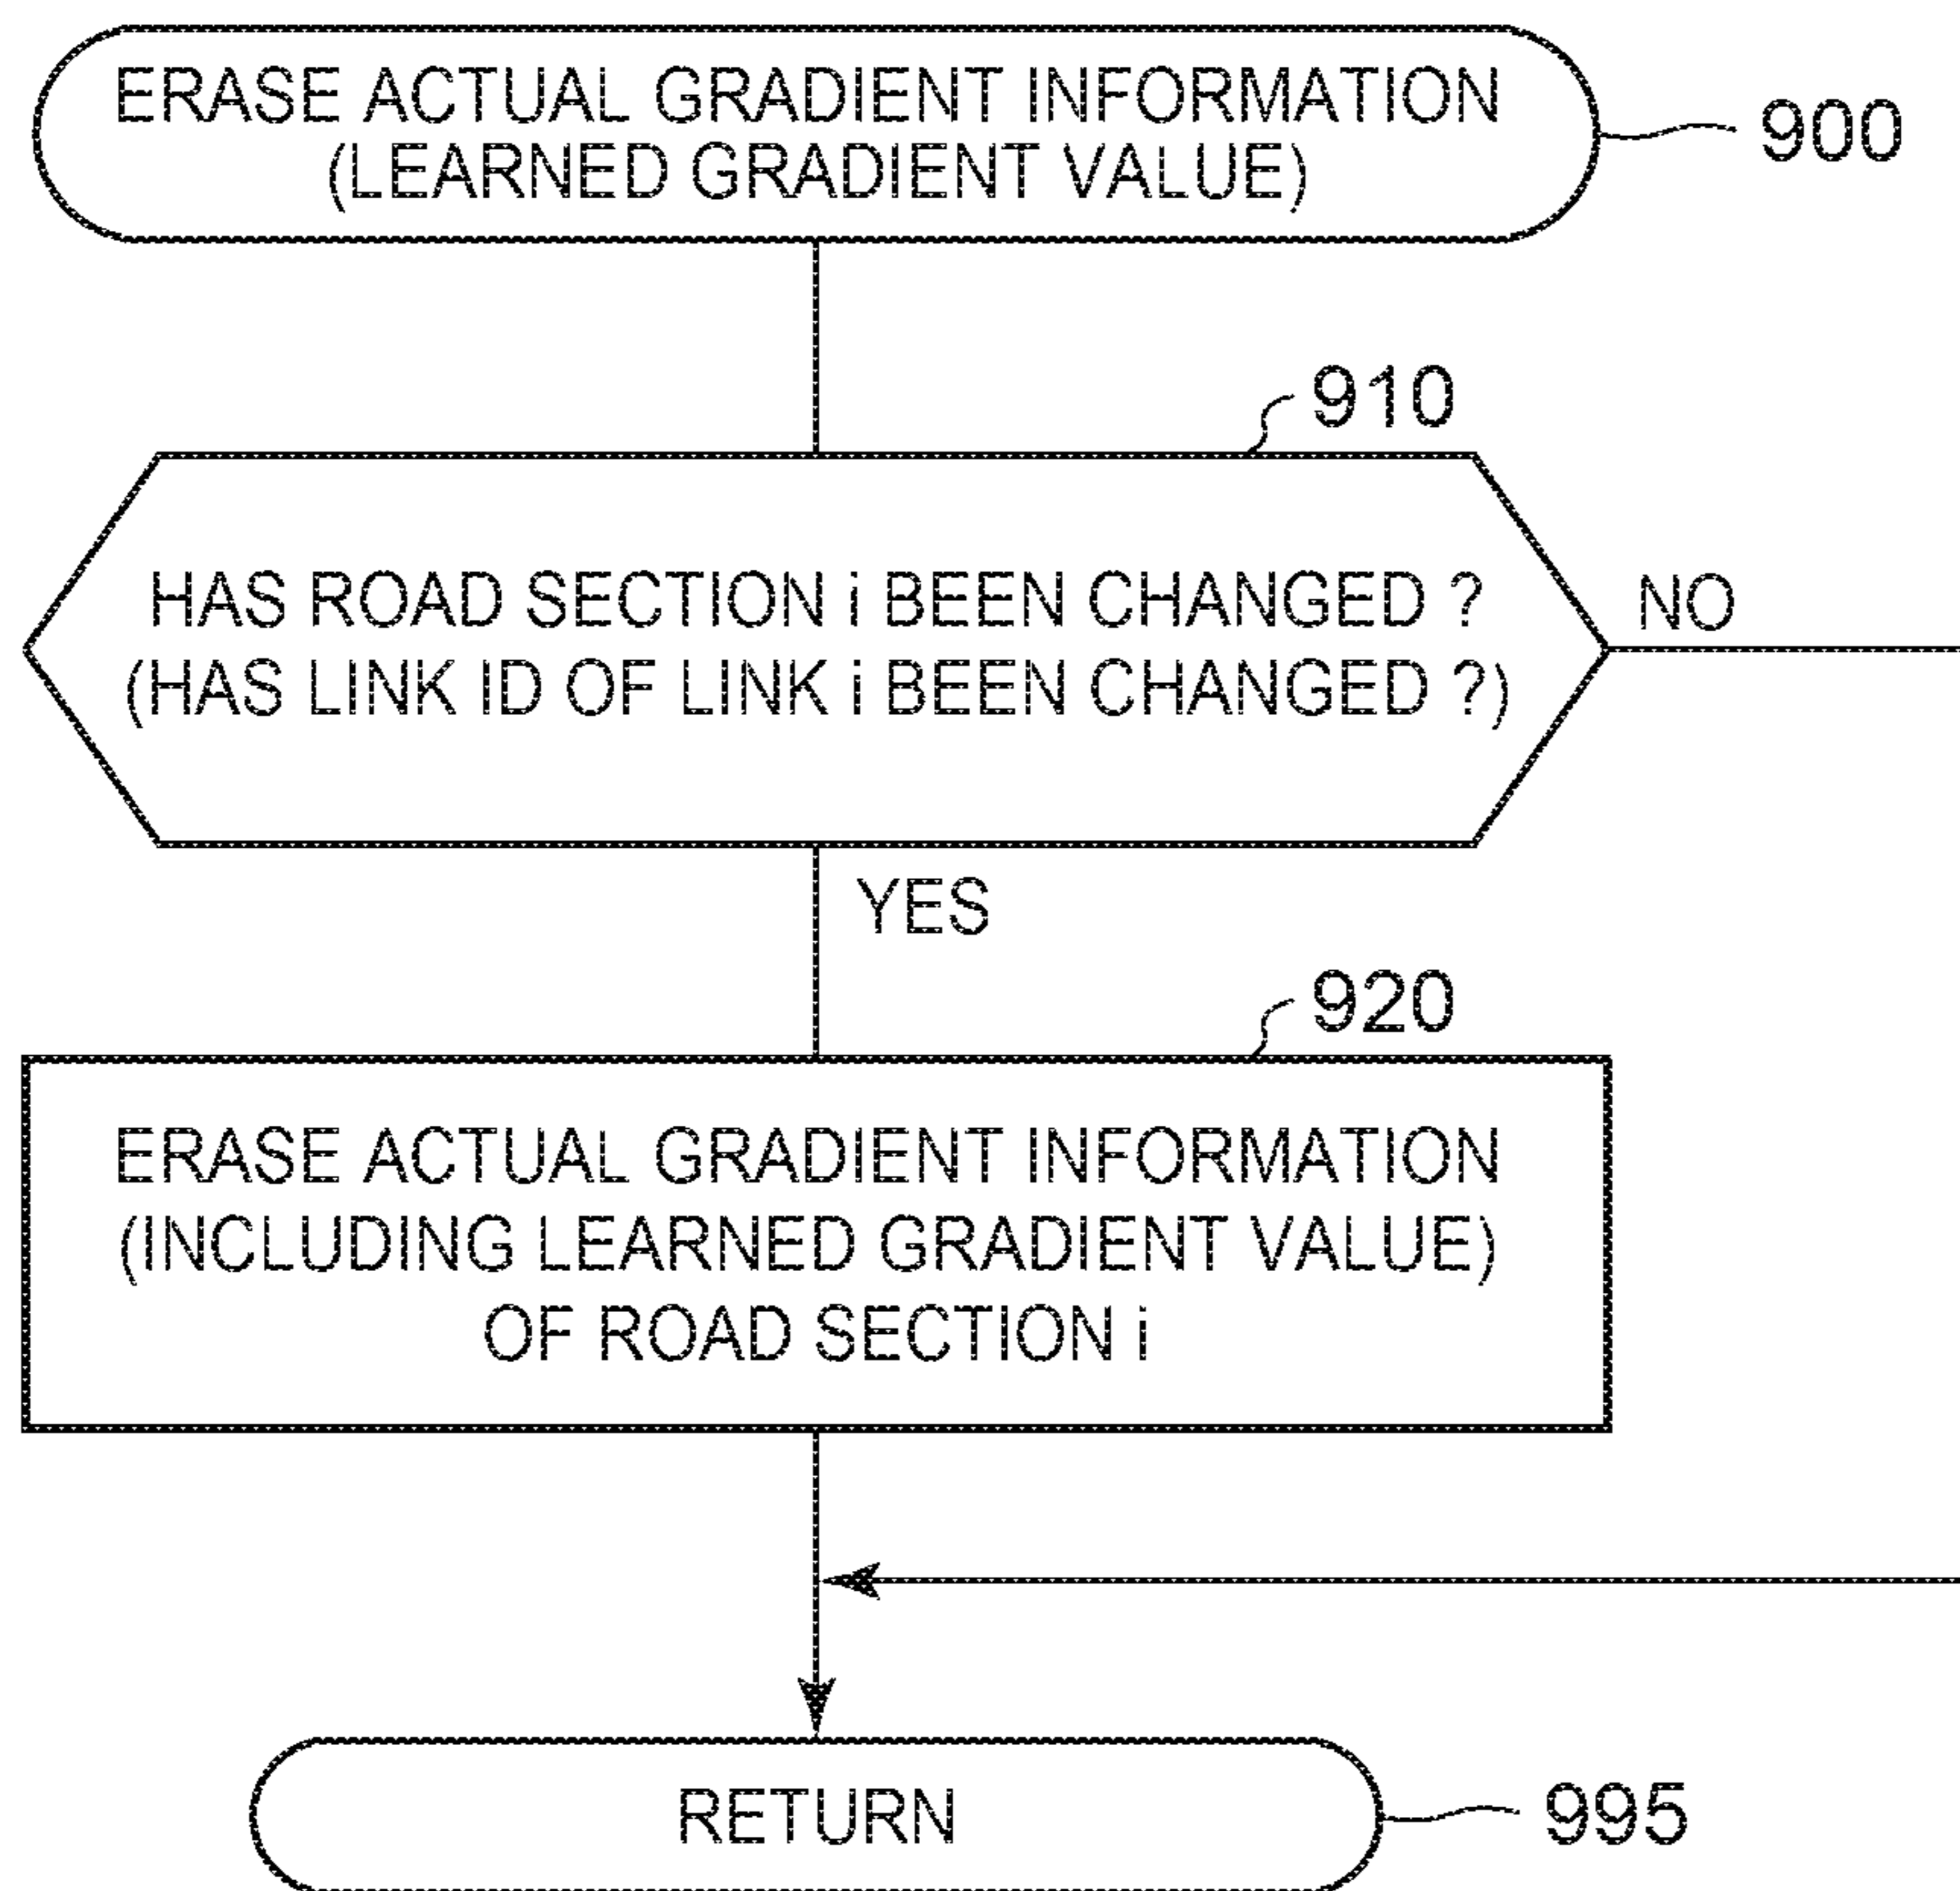 ERASE ACTUAL GRADIENT INFORMATION
(LEARNED GRADIENT VALUE)
900
910
HAS ROAD SECTION i BEEN CHANGED ?
(HAS LINK ID OF LINK i BEEN CHANGED ?)
NO
YES
920
ERASE ACTUAL GRADIENT INFORMATION
(INCLUDING LEARNED GRADIENT VALUE)
OF ROAD SECTION i
RETURN
995